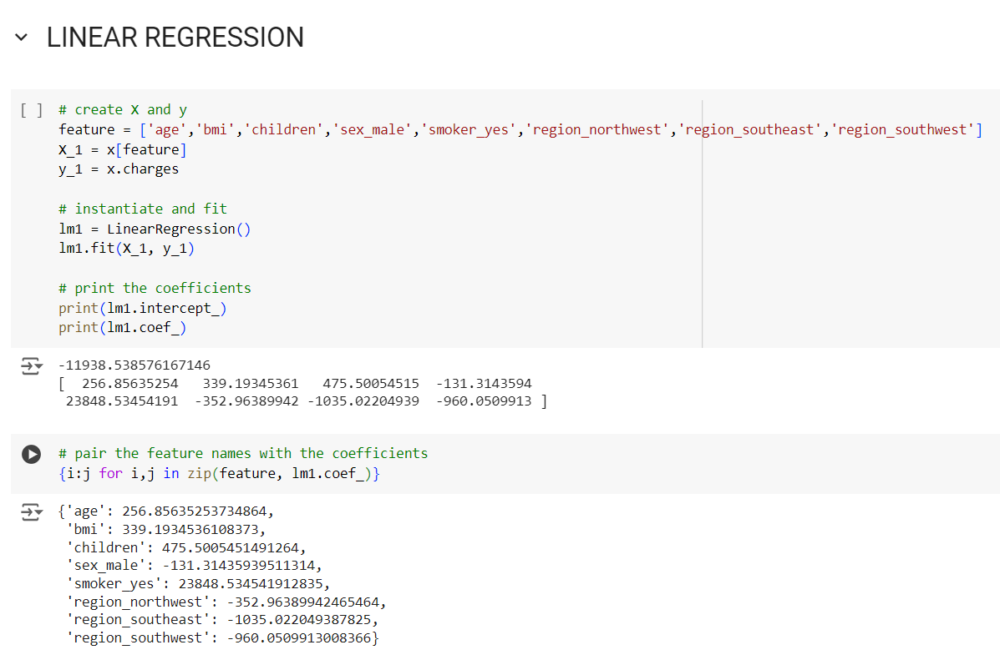 LINEAR REGRESSION
[ ] # create X and y
feature = ['age','bmi','children','sex_male','smoker_yes','region_northwest','region_southeast','region_southwest']
X_1 = x[feature]
y_1 = x.charges
# instantiate and fit
lm1 = LinearRegression()
lm1.fit(X_1, y_1)
# print the coefficients
print(lm1.intercept_)
print(lm1.coef_)
-11938.538576167146
[ 256.85635254 339.19345361 475.50054515 -131.3143594
23848.53454191 -352.96389942 -1035.02204939 -960.0509913 ]
# pair the feature names with the coefficients
{i:j for i,j in zip(feature, lm1.coef_)}
{'age': 256.85635253734864,
'bmi': 339.1934536108373,
'children': 475.5005451491264,
'sex_male': -131.31435939511314,
'smoker_yes': 23848.534541912835,
'region_northwest': -352.96389942465464,
'region_southeast': -1035.022049387825,
'region_southwest': -960.0509913008366}